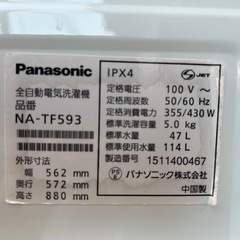 Panasonic
全自動電気洗濯機
品番
NA-TF593
外形寸法
幅 562 mm
奥行 572 mm
高さ 880 mm
IPX4
JET
定格電圧 100 V~
定格周波数 50/60 Hz
定格消費電力 355/430 W
標準洗濯容量 5.0 kg
標準水量 47 L
標準使用水量 114 L
製造番号 1511400467
PSE
パナソニック株式会社
中国製